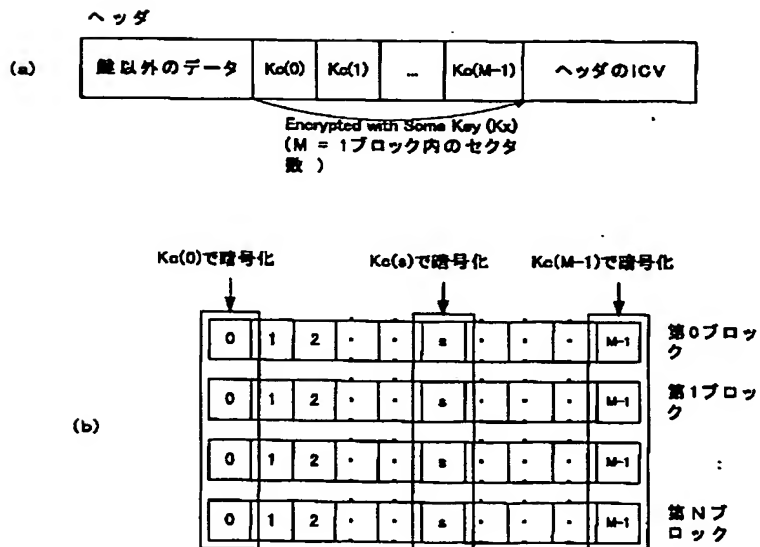 ヘッダ
(a) 鍵以外のデータ Kc(0) Kc(1) ... Kc(M-1) ヘッダのICV
Encrypted with Some Key (Kx)
(M = 1ブロック内のセクタ
数 )
Kc(0)で暗号化 Kc(s)で暗号化 Kc(M-1)で暗号化
0 1 2 ・ ・ s ・ ・ ・ M-1 第0ブロッ
ク
0 1 2 ・ ・ s ・ ・ ・ M-1 第1ブロッ
ク
(b)
0 1 2 ・ ・ s ・ ・ ・ M-1 :
0 1 2 ・ ・ s ・ ・ ・ M-1 第Nブ
ロック